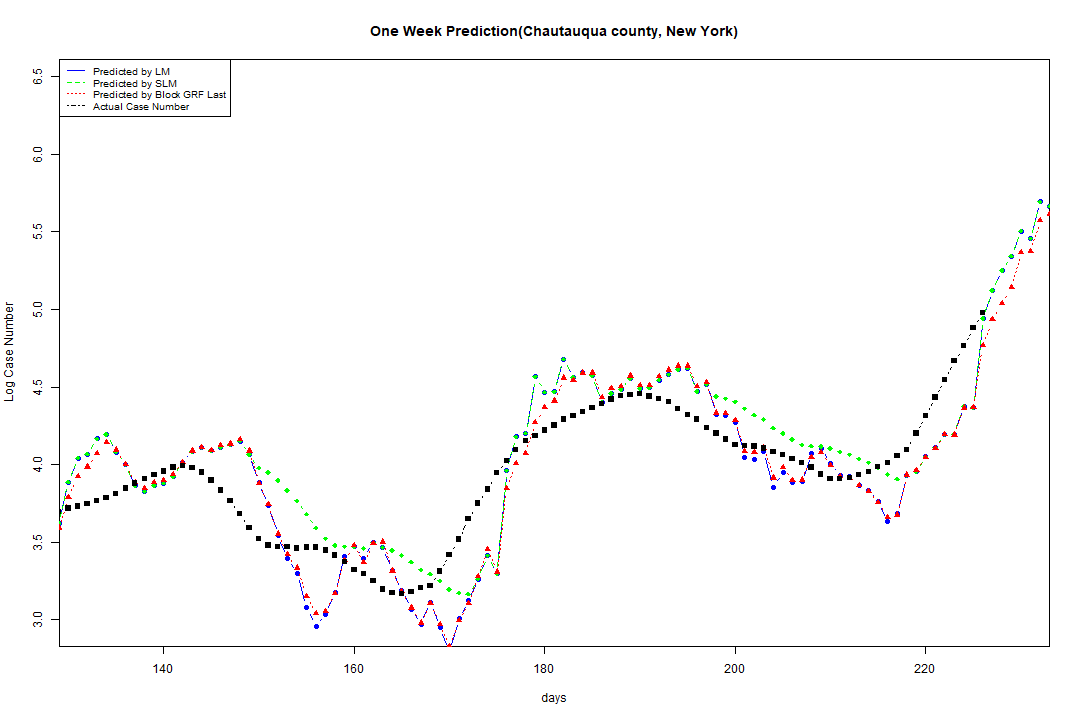 One Week Prediction(Chautauqua county, New York)
Predicted by LM
Predicted by SLM
Predicted by Block GRF Last
Actual Case Number
6.5
6.0
5.5
5.0
4.5
4.0
3.5
3.0
Log Case Number
140 160 180 200 220
days